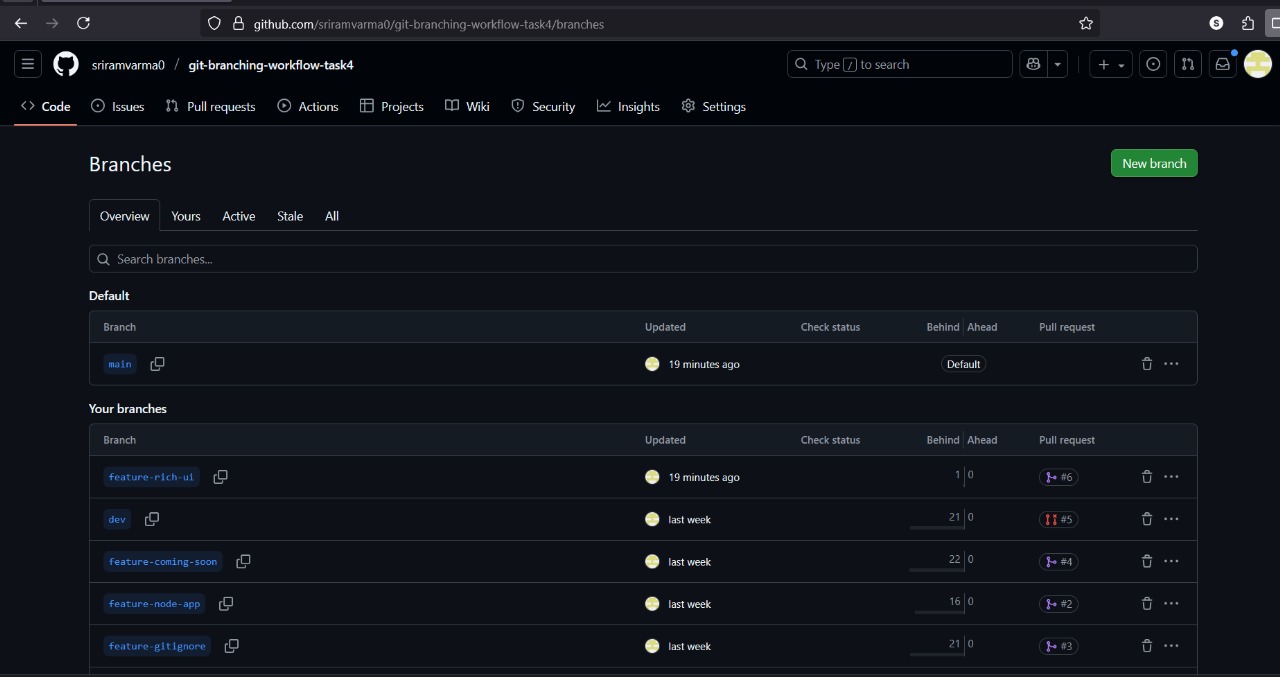 github.com/sriramvarma0/git-branching-workflow-task4/branches
S
sriramvarma0 / git-branching-workflow-task4
Type / to search
Code Issues Pull requests Actions Projects Wiki Security Insights Settings
Branches
New branch
Overview Yours Active Stale All
Search branches...
Default
Branch Updated Check status Behind Ahead Pull request
main 19 minutes ago Default
Your branches
Branch Updated Check status Behind Ahead Pull request
feature-rich-ui 19 minutes ago 1 0 #6
dev last week 21 0 #5
feature-coming-soon last week 22 0 #4
feature-node-app last week 16 0 #2
feature-gitignore last week 21 0 #3